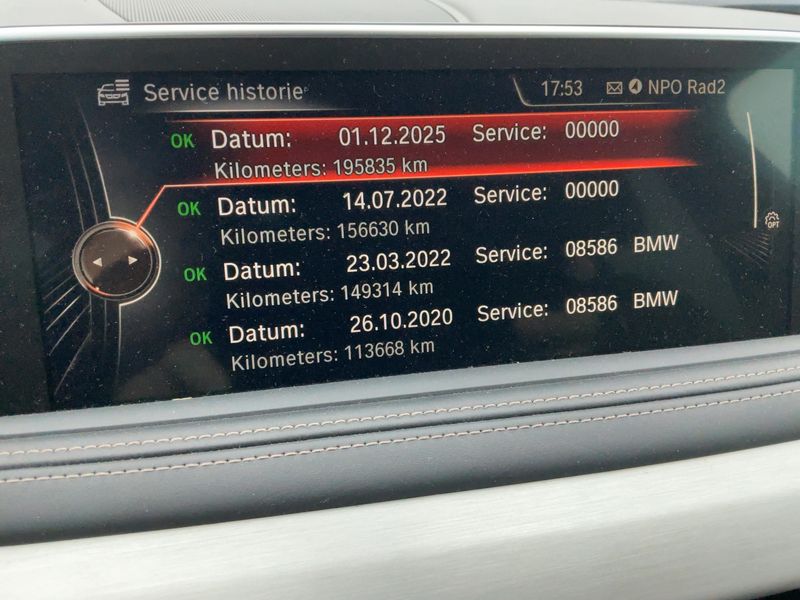 Service historie 17:53 NPO Rad2
OK Datum: 01.12.2025 Service: 00000
Kilometers: 195835 km
OK Datum: 14.07.2022 Service: 00000
Kilometers: 156630 km
OK Datum: 23.03.2022 Service: 08586 BMW
Kilometers: 149314 km
OK Datum: 26.10.2020 Service: 08586 BMW
Kilometers: 113668 km
OPT